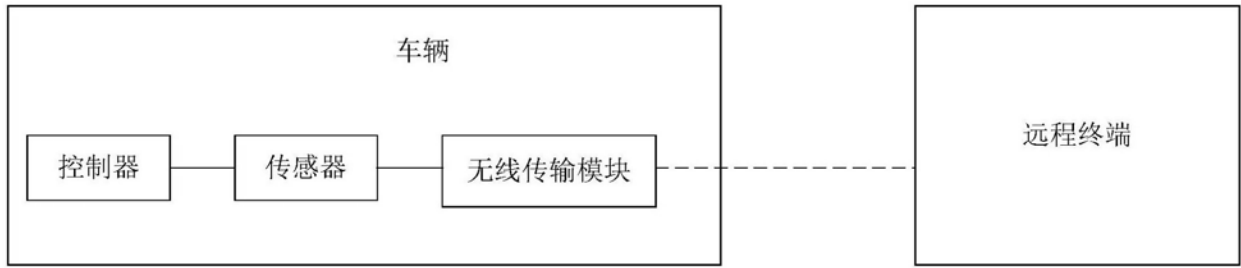 车辆
控制器
传感器
无线传输模块
远程终端